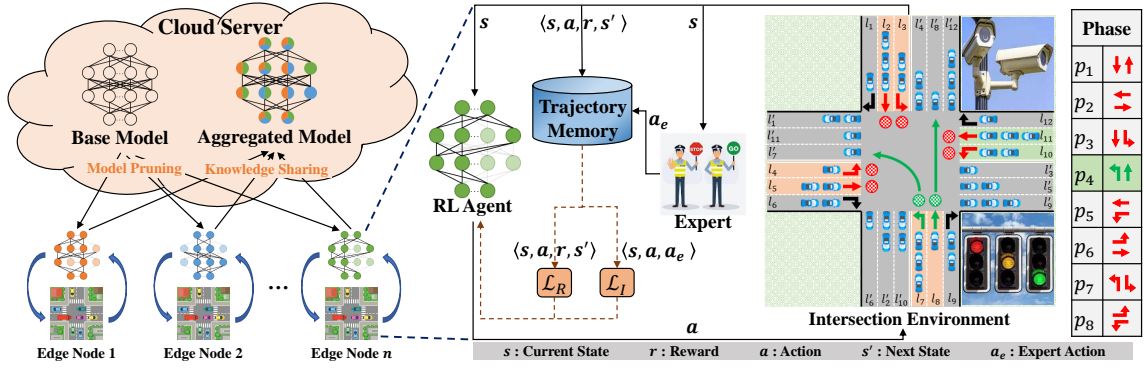 Cloud Server
Base Model
Aggregated Model
Model Pruning
Knowledge Sharing
Edge Node 1
Edge Node 2
...
Edge Node n
s
⟨s, a, r, s′⟩
s
RL Agent
Trajectory
Memory
a_e
STOP
GO
Expert
⟨s, a, r, s′⟩
⟨s, a, a_e⟩
ℒ_R
ℒ_I
a
l_1 l_2 l_3 l′_4 l′_8 l′_12
l′_1
l′_11
l′_7
l_4
l_5
l_6
l_12
l_11
l_10
l′_3
l′_5
l′_9
l′_6 l′_2 l′_10 l_7 l_8 l_9
Intersection Environment
Phase
p_1
p_2
p_3
p_4
p_5
p_6
p_7
p_8
s : Current State r : Reward a : Action s′ : Next State a_e : Expert Action